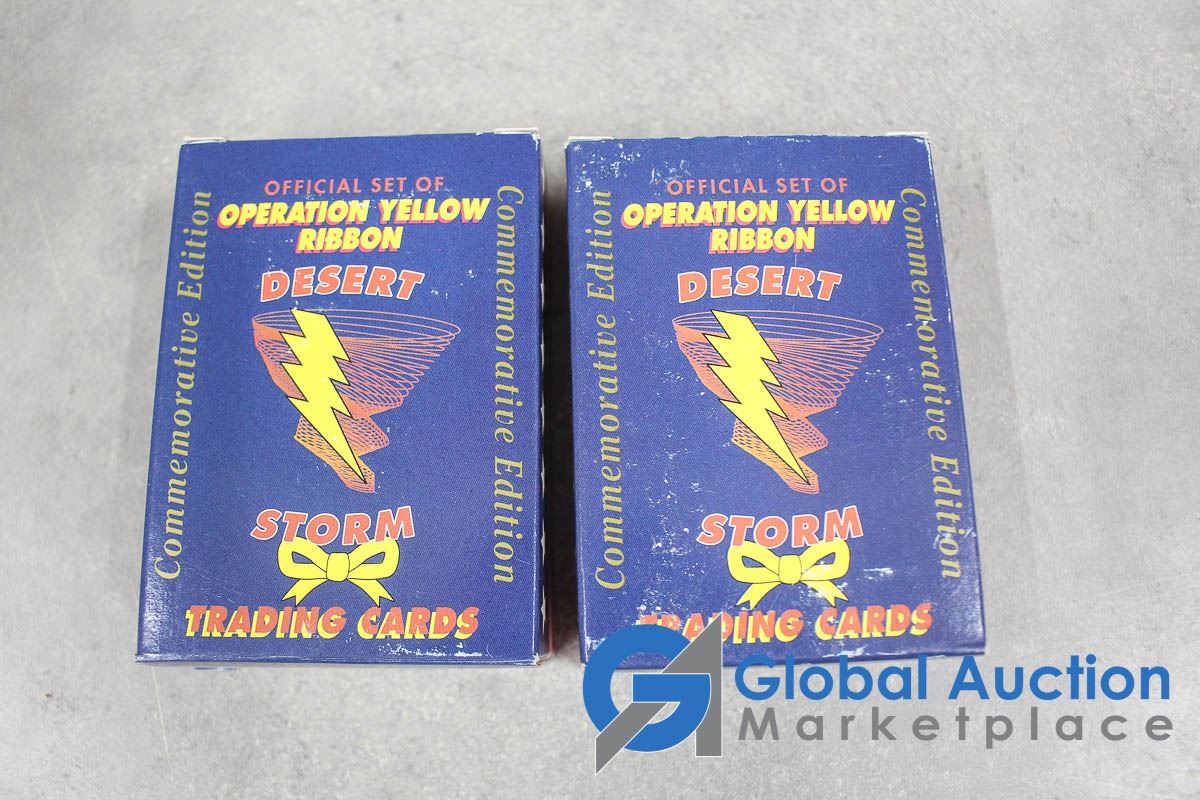 OFFICIAL SET OF
OPERATION YELLOW
RIBBON
DESERT
STORM
TRADING CARDS
Commemorative Edition
Commemorative Edition
OFFICIAL SET OF
OPERATION YELLOW
RIBBON
DESERT
STORM
TRADING CARDS
Commemorative Edition
Commemorative Edition
GA
Global Auction
Marketplace